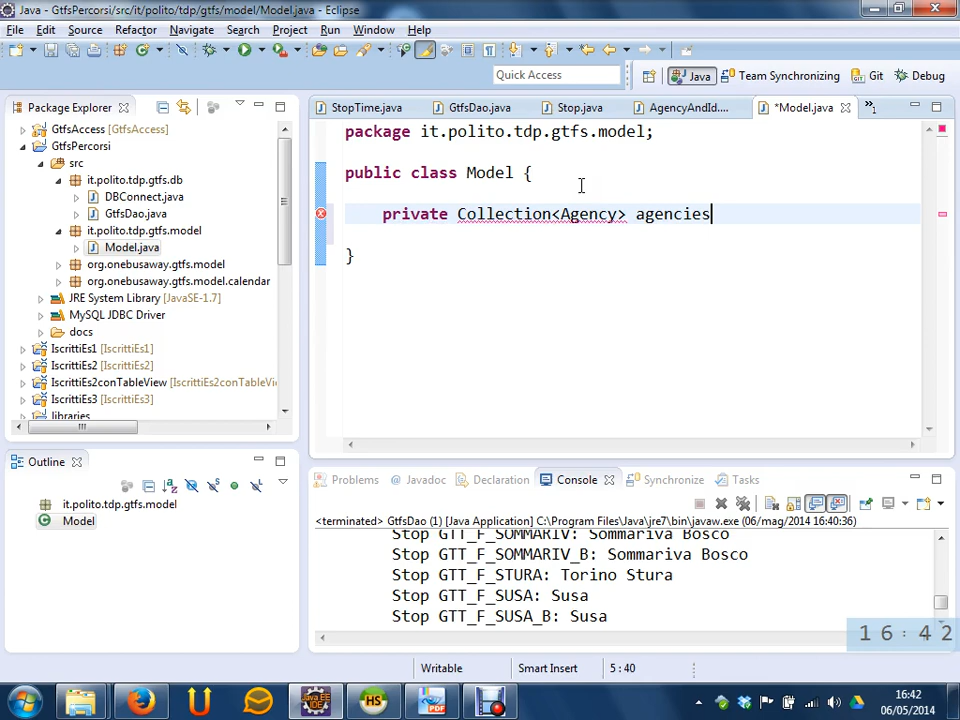 Java - GtfsPercorsi/src/it/polito/tdp/gtfs/model/Model.java - Eclipse
File Edit Source Refactor Navigate Search Project Run Window Help
Quick Access
Java Team Synchronizing Git Debug
Package Explorer
StopTime.java GtfsDao.java Stop.java AgencyAndId.... *Model.java »1
GtfsAccess [GtfsAccess]
GtfsPercorsi
src
it.polito.tdp.gtfs.db
DBConnect.java
GtfsDao.java
it.polito.tdp.gtfs.model
Model.java
org.onebusaway.gtfs.model
org.onebusaway.gtfs.model.calendar
JRE System Library [JavaSE-1.7]
MySQL JDBC Driver
docs
IscrittiEs1 [IscrittiEs1]
IscrittiEs2 [IscrittiEs2]
IscrittiEs2conTableView [IscrittiEs2conTableVi
IscrittiEs3 [IscrittiEs3]
libraries
package it.polito.tdp.gtfs.model;
public class Model {
private Collection<Agency> agencies
}
Outline
it.polito.tdp.gtfs.model
Model
Problems @ Javadoc Declaration Console Synchronize Tasks
<terminated> GtfsDao (1) [Java Application] C:\Program Files\Java\jre7\bin\javaw.exe (06/mag/2014 16:40:36)
Stop GTT_F_SOMMARIV: Sommariva Bosco
Stop GTT_F_SOMMARIV_B: Sommariva Bosco
Stop GTT_F_STURA: Torino Stura
Stop GTT_F_SUSA: Susa
Stop GTT_F_SUSA_B: Susa
16:42
Writable Smart Insert 5 : 40
16:42
06/05/2014